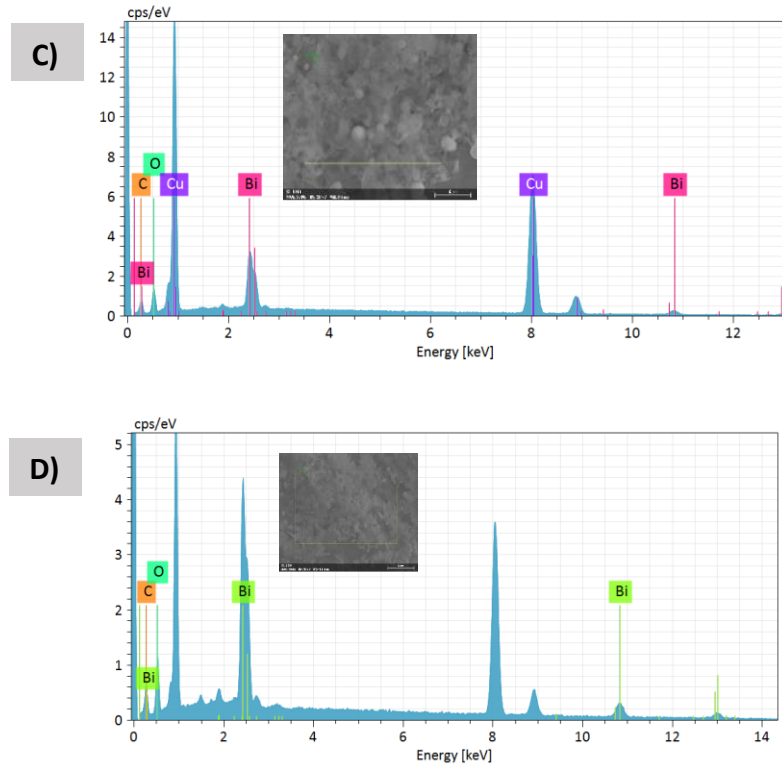 C)
cps/eV
14
12
10
8
6
4
2
0
O
C
Cu
Bi
Cu
Bi
Bi
0 2 4 6 8 10 12
Energy [keV]
D)
cps/eV
5
4
3
2
1
0
O
C
Bi
Bi
Bi
0 2 4 6 8 10 12 14
Energy [keV]